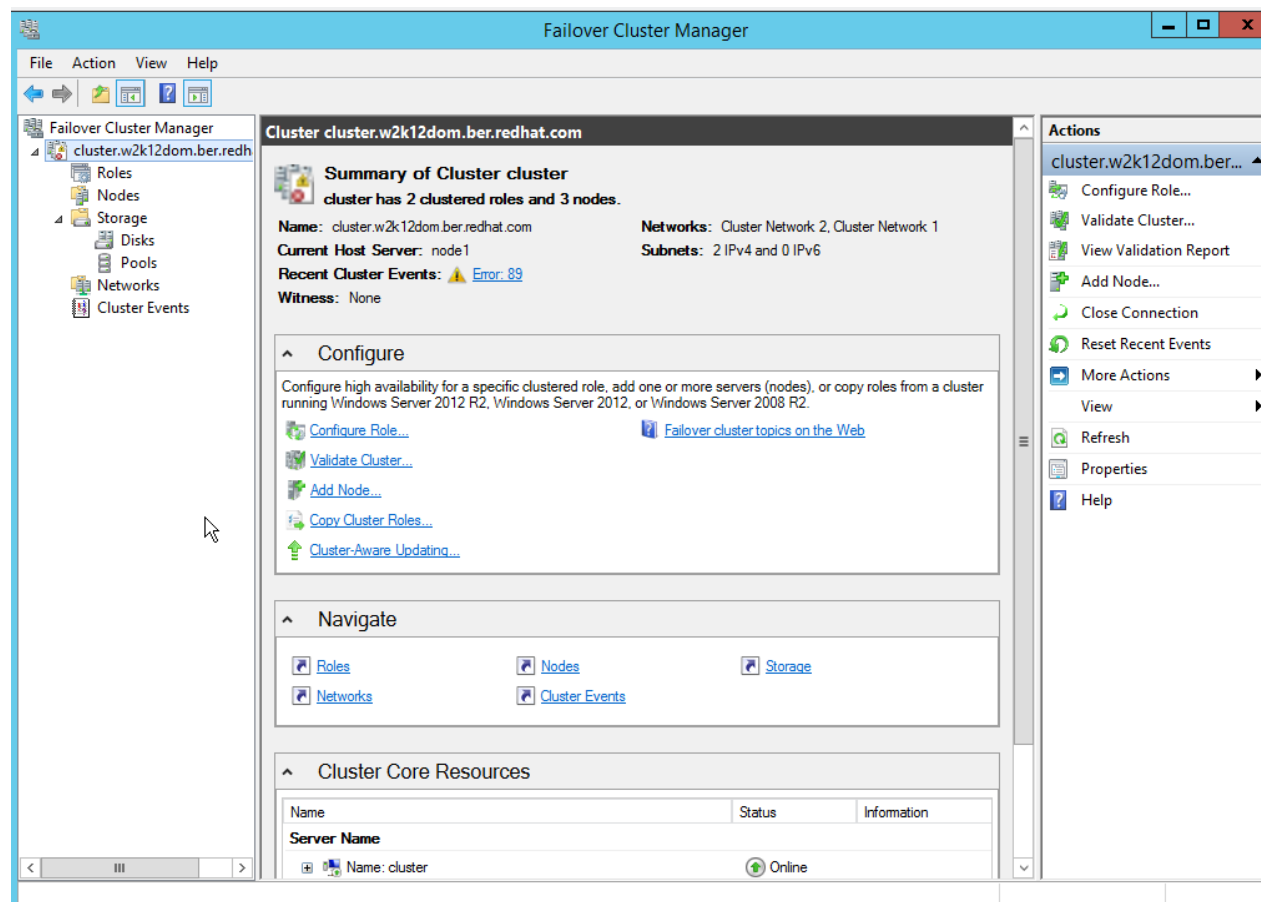 Failover Cluster Manager
File Action View Help
Failover Cluster Manager
cluster.w2k12dom.ber.redh
Roles
Nodes
Storage
Disks
Pools
Networks
Cluster Events
Cluster cluster.w2k12dom.ber.redhat.com
Summary of Cluster cluster
cluster has 2 clustered roles and 3 nodes.
Name: cluster.w2k12dom.ber.redhat.com
Networks: Cluster Network 2, Cluster Network 1
Current Host Server: node1
Subnets: 2 IPv4 and 0 IPv6
Recent Cluster Events: Error: 89
Witness: None
Configure
Configure high availability for a specific clustered role, add one or more servers (nodes), or copy roles from a cluster
running Windows Server 2012 R2, Windows Server 2012, or Windows Server 2008 R2.
Configure Role...
Failover cluster topics on the Web
Validate Cluster...
Add Node...
Copy Cluster Roles...
Cluster-Aware Updating...
Navigate
Roles Nodes Storage
Networks Cluster Events
Cluster Core Resources
Name Status Information
Server Name
Name: cluster Online
Actions
cluster.w2k12dom.ber...
Configure Role...
Validate Cluster...
View Validation Report
Add Node...
Close Connection
Reset Recent Events
More Actions
View
Refresh
Properties
Help